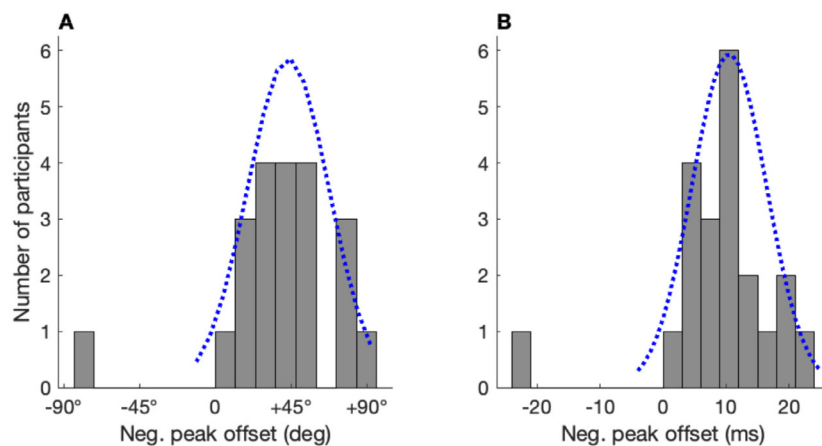 A
B
Number of participants
6
5
4
3
2
1
0
-90° -45° 0 +45° +90°
Neg. peak offset (deg)
6
5
4
3
2
1
0
-20 -10 0 10 20
Neg. peak offset (ms)